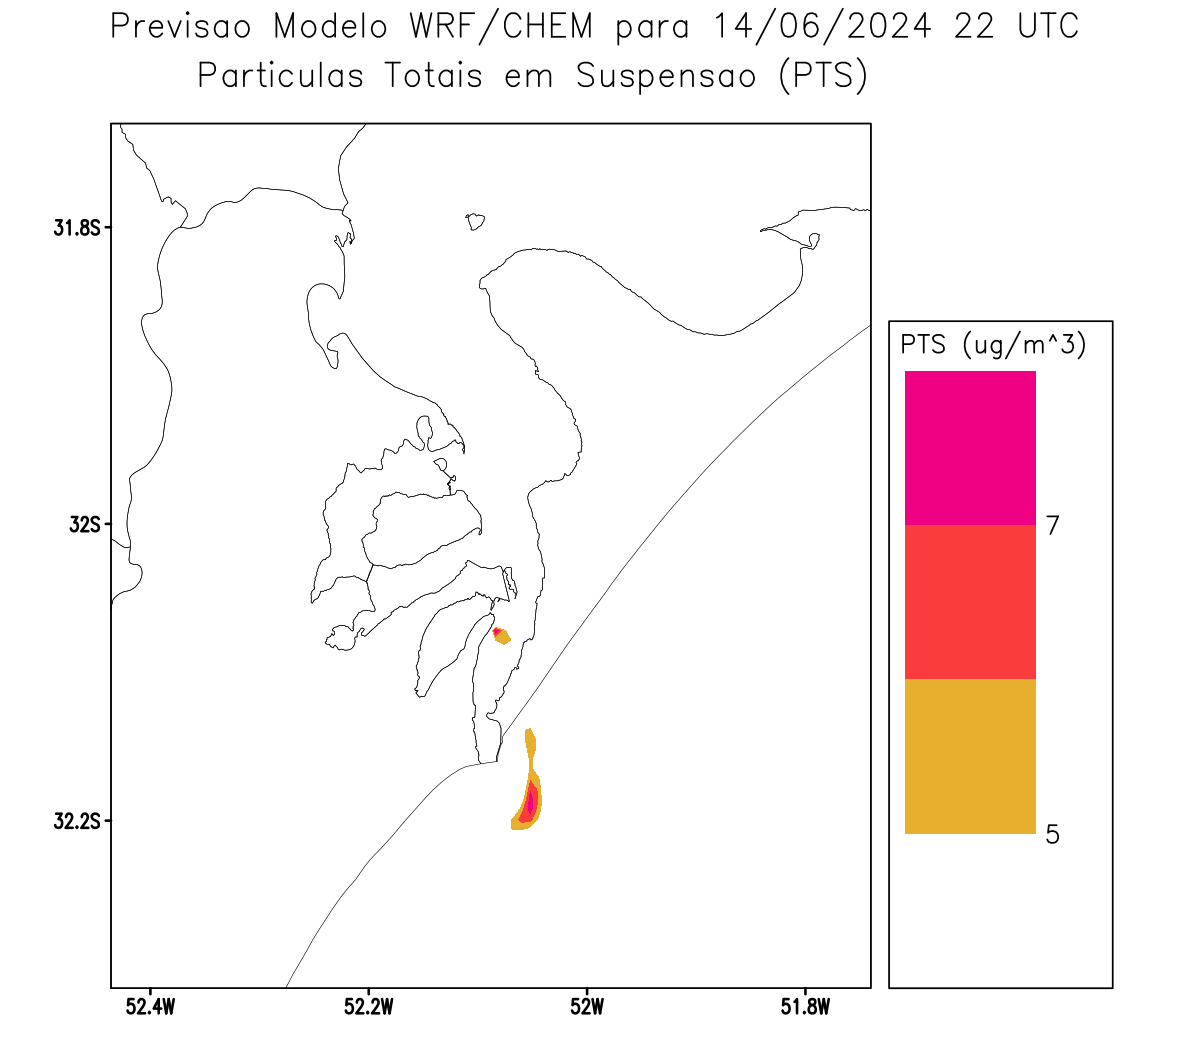 Previsao Modelo WRF/CHEM para 14/06/2024 22 UTC
Particulas Totais em Suspensao (PTS)
31.8S
32S
32.2S
52.4W
52.2W
52W
51.8W
PTS (ug/m^3)
7
5